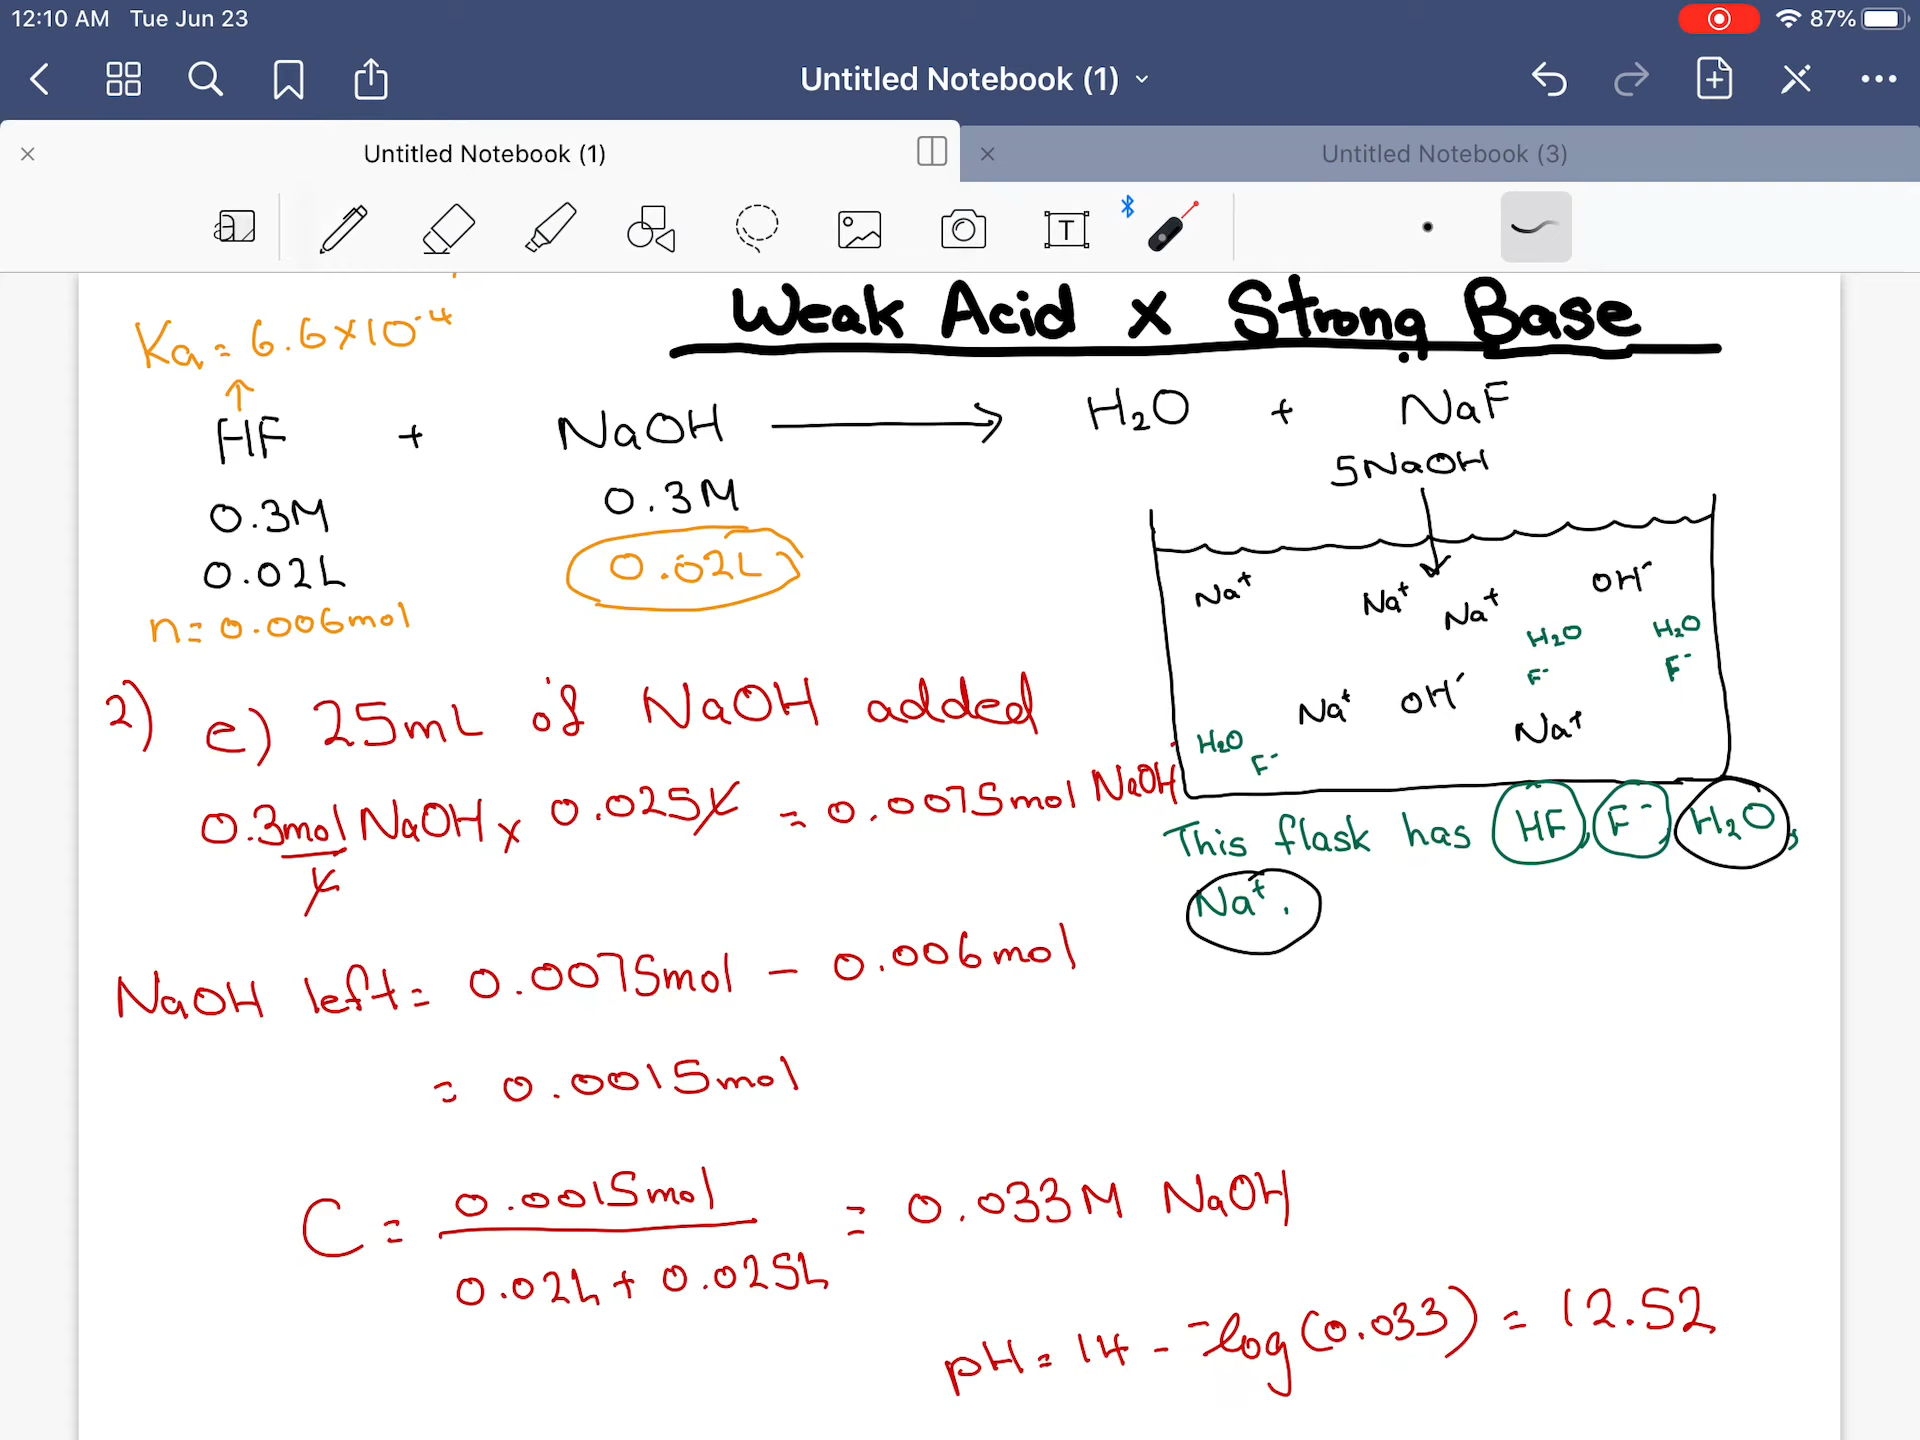 12:10 AM Tue Jun 23
87%
Untitled Notebook (1)
Untitled Notebook (1)
Untitled Notebook (3)
Weak Acid x Strong Base
Ka = 6.6 x 10⁻⁴
HF + NaOH → H₂O + NaF
0.3M
0.3M
0.02L
0.02L
n = 0.006mol
5NaOH
Na⁺ Na⁺ Na⁺ OH⁻
H₂O H₂O
F⁻ F⁻
Na⁺ OH⁻ Na⁺
H₂O
F⁻
This flask has HF, F⁻, H₂O,
Na⁺.
2) e) 25mL of NaOH added
0.3mol NaOH x 0.025L = 0.0075mol NaOH
L
NaOH left = 0.0075mol - 0.006mol
= 0.0015mol
C = 0.0015mol = 0.033M NaOH
0.02L + 0.025L
pH = 14 - -log(0.033) = 12.52